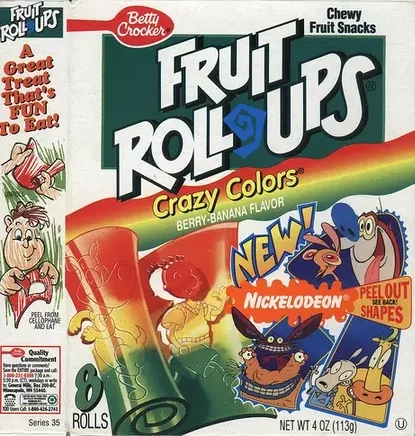 FRUIT
ROLL UPS
A
Great
Treat
That's
FUN
To Eat!
PEEL FROM
CELLOPHANE
AND EAT
Betty
Crocker
Quality
Commitment
Series 35
Betty
Crocker
Chewy
Fruit Snacks
FRUIT
ROLL UPS
Crazy Colors
BERRY-BANANA FLAVOR
NEW!
NICKELODEON
PEEL OUT
SEE BACK!
SHAPES
8
ROLLS
NET WT 4 OZ (113g)